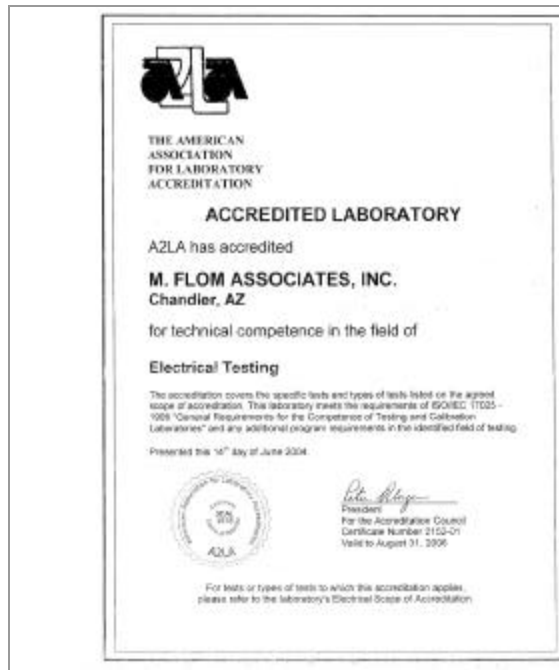 A2LA
THE AMERICAN
ASSOCIATION
FOR LABORATORY
ACCREDITATION
ACCREDITED LABORATORY
A2LA has accredited
M. FLOM ASSOCIATES, INC.
Chandler, AZ
for technical competence in the field of
Electrical Testing
The accreditation covers the specific tests and types of tests listed on the agreed
scope of accreditation. This laboratory meets the requirements of ISO/IEC 17025 -
1999 "General Requirements for the Competence of Testing and Calibration
Laboratories" and any additional program requirements in the identified field of testing.
Presented this 14th day of June 2004.
SEAL
A2LA
President
For the Accreditation Council
Certificate Number 2152-01
Valid to August 31, 2006
For tests or types of tests to which this accreditation applies,
please refer to the laboratory's Electrical Scope of Accreditation